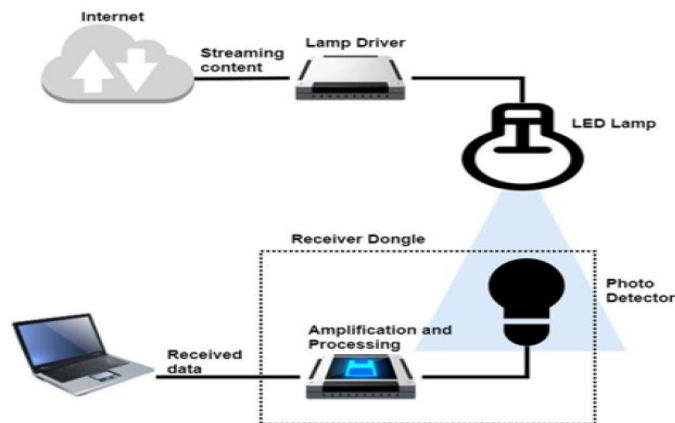 Internet
Streaming
content
Lamp Driver
LED Lamp
Receiver Dongle
Photo
Detector
Amplification and
Processing
Received
data